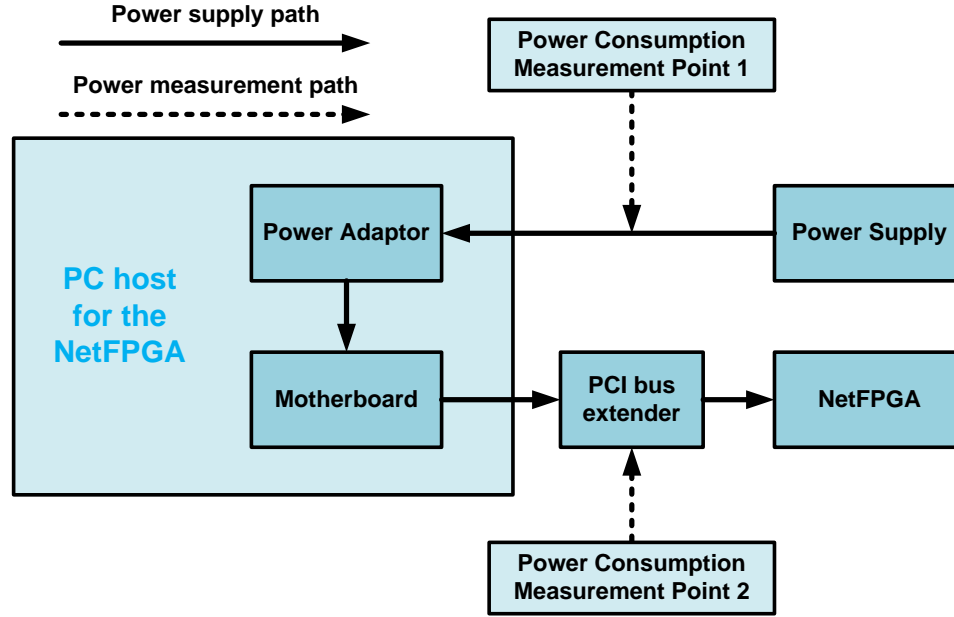 Power supply path
Power measurement path
Power Consumption
Measurement Point 1
Power Adaptor
Power Supply
PC host
for the
NetFPGA
Motherboard
PCI bus
extender
NetFPGA
Power Consumption
Measurement Point 2